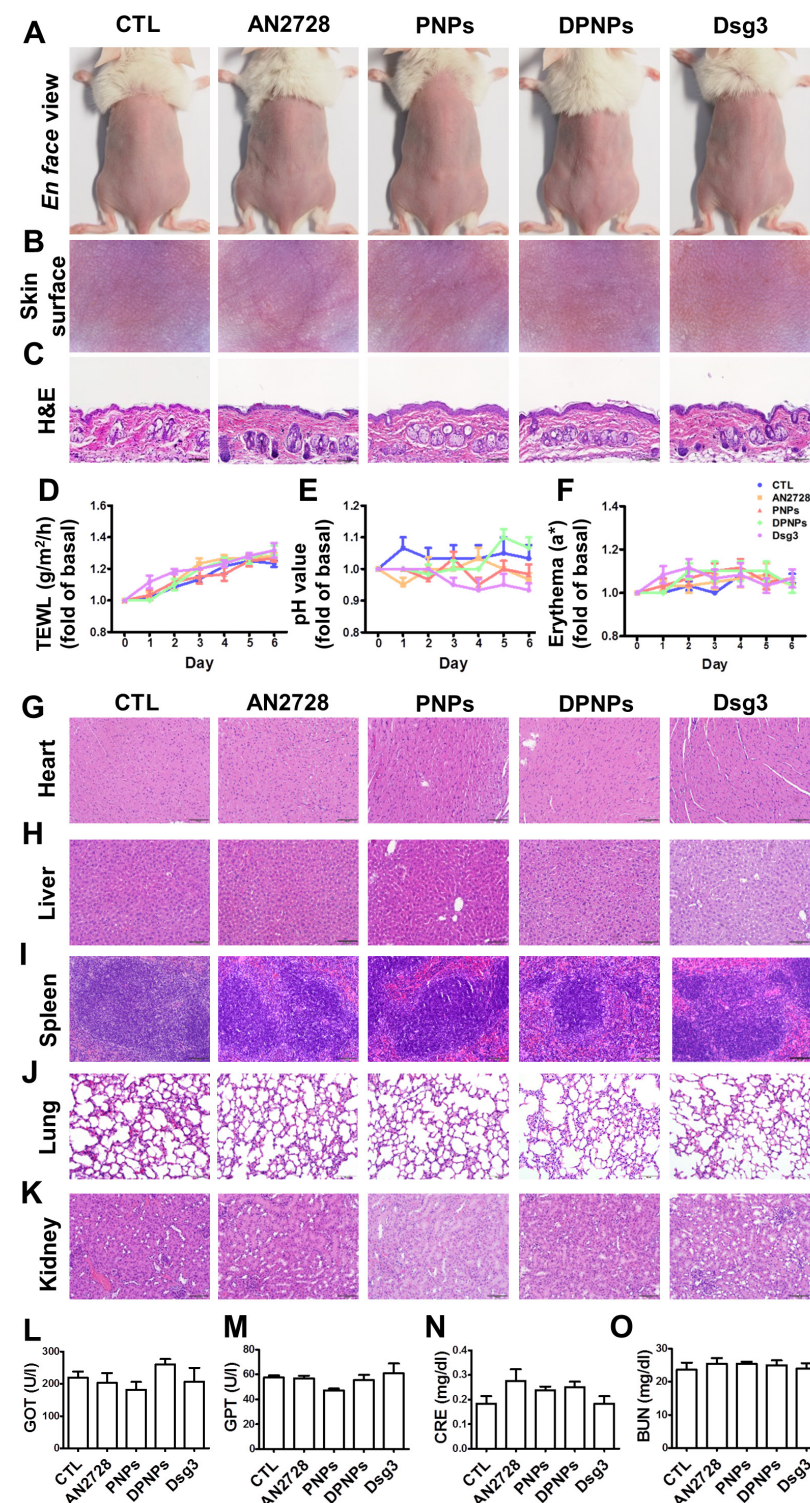 A
CTL AN2728 PNPs DPNPs Dsg3
En face view
B
Skin
surface
C
H&E
D
TEWL (g/m²/h)
(fold of basal)
1.6
1.4
1.2
1.0
0.8
0 1 2 3 4 5 6
Day
E
pH value
(fold of basal)
1.2
1.1
1.0
0.9
0.8
0 1 2 3 4 5 6
Day
F
Erythema (a*)
(fold of basal)
1.4
1.2
1.0
0.8
0 1 2 3 4 5 6
Day
CTL
AN2728
PNPs
DPNPs
Dsg3
CTL AN2728 PNPs DPNPs Dsg3
G
Heart
H
Liver
I
Spleen
J
Lung
K
Kidney
L
GOT (U/l)
300
200
100
0
CTL AN2728 PNPs DPNPs Dsg3
M
GPT (U/l)
80
60
40
20
0
CTL AN2728 PNPs DPNPs Dsg3
N
CRE (mg/dl)
0.4
0.3
0.2
0.1
0.0
CTL AN2728 PNPs DPNPs Dsg3
O
BUN (mg/dl)
30
20
10
0
CTL AN2728 PNPs DPNPs Dsg3